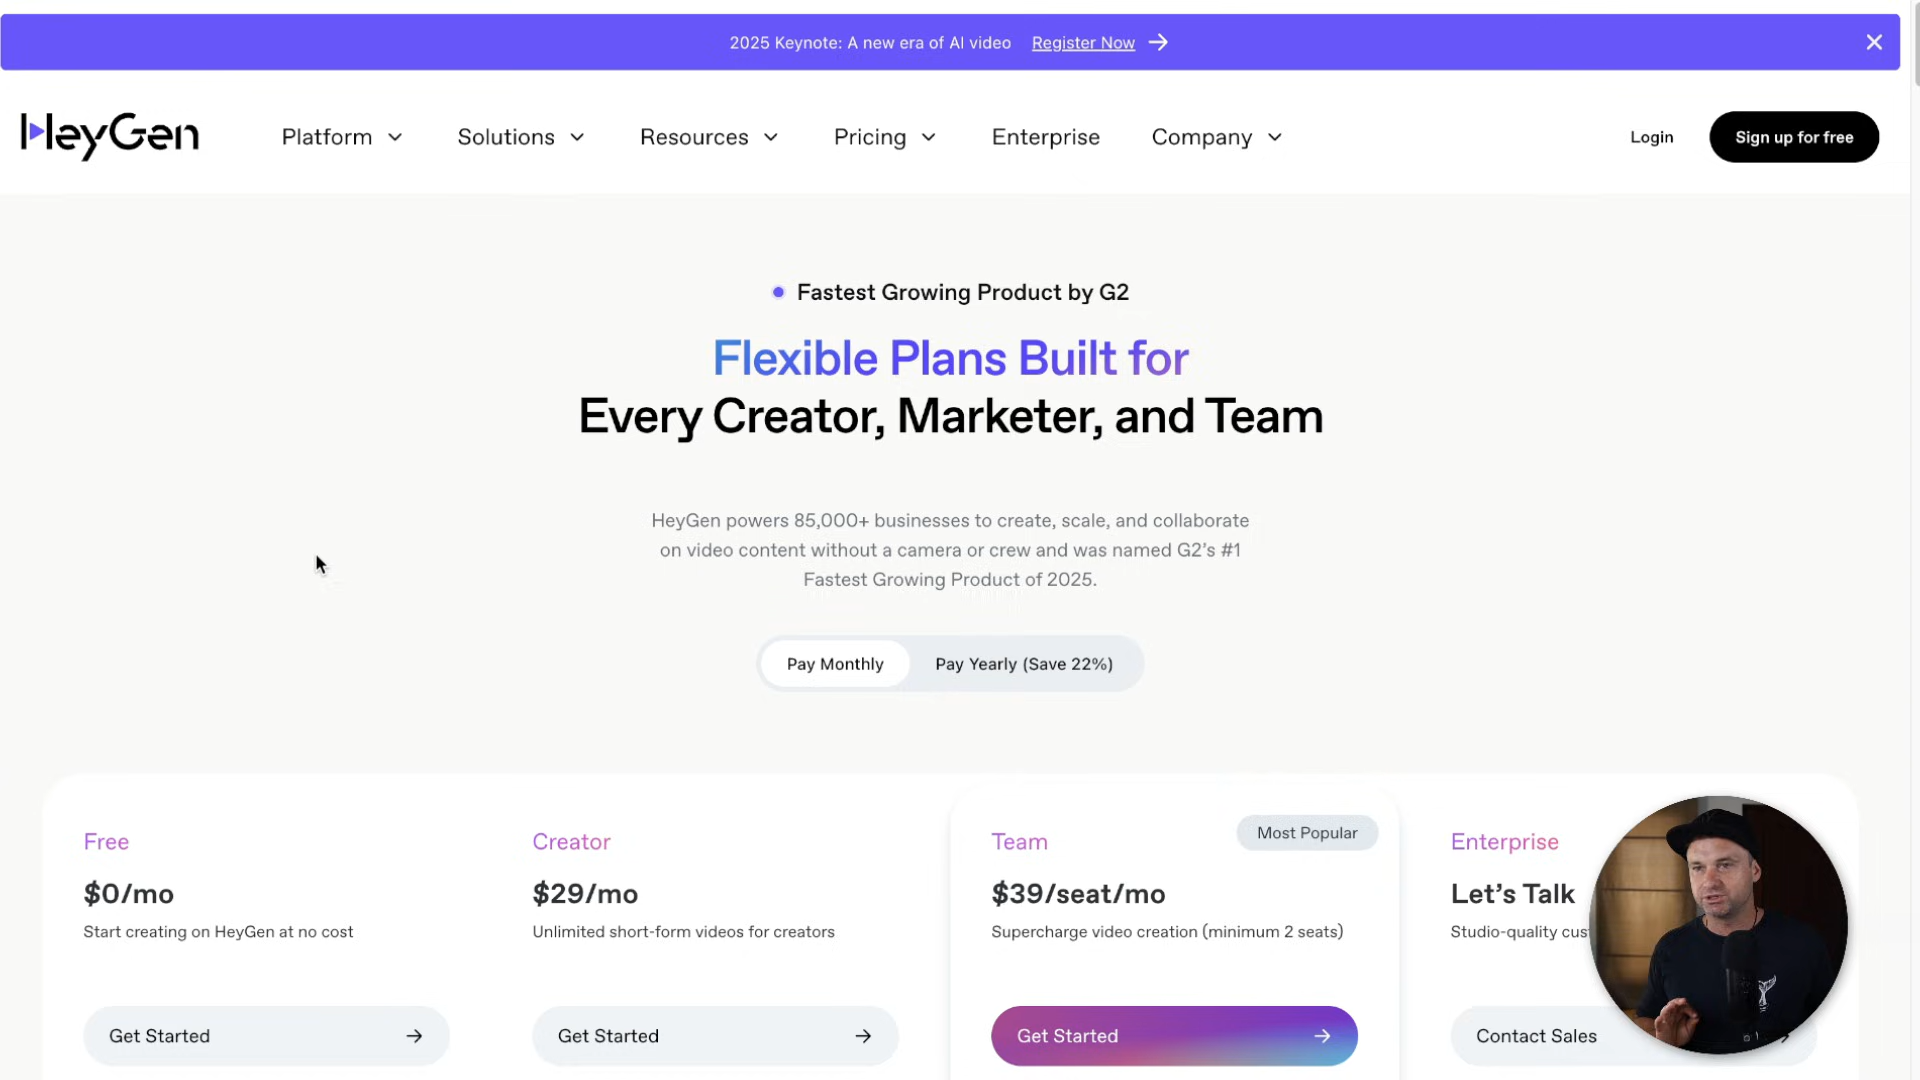 2025 Keynote: A new era of AI video Register Now
HeyGen
Platform
Solutions
Resources
Pricing
Enterprise
Company
Login
Sign up for free
Fastest Growing Product by G2
Flexible Plans Built for
Every Creator, Marketer, and Team
HeyGen powers 85,000+ businesses to create, scale, and collaborate
on video content without a camera or crew and was named G2's #1
Fastest Growing Product of 2025.
Pay Monthly
Pay Yearly (Save 22%)
Free
$0/mo
Start creating on HeyGen at no cost
Get Started
Creator
$29/mo
Unlimited short-form videos for creators
Get Started
Team
Most Popular
$39/seat/mo
Supercharge video creation (minimum 2 seats)
Get Started
Enterprise
Let's Talk
Studio-quality
Contact Sales